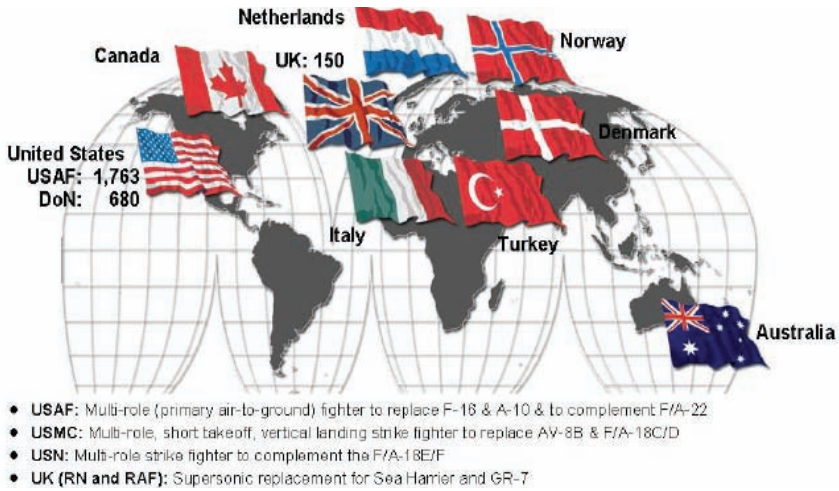 Netherlands
Canada
Norway
UK: 150
Denmark
United States
USAF: 1,763
DoN: 680
Italy
Turkey
Australia
• USAF: Multi-role (primary air-to-ground) fighter to replace F-16 & A-10 & to complement F/A-22
• USMC: Multi-role, short takeoff, vertical landing strike fighter to replace AV-8B & F/A-18C/D
• USN: Multi-role strike fighter to complement the F/A-18E/F
• UK (RN and RAF): Supersonic replacement for Sea Harrier and GR-7